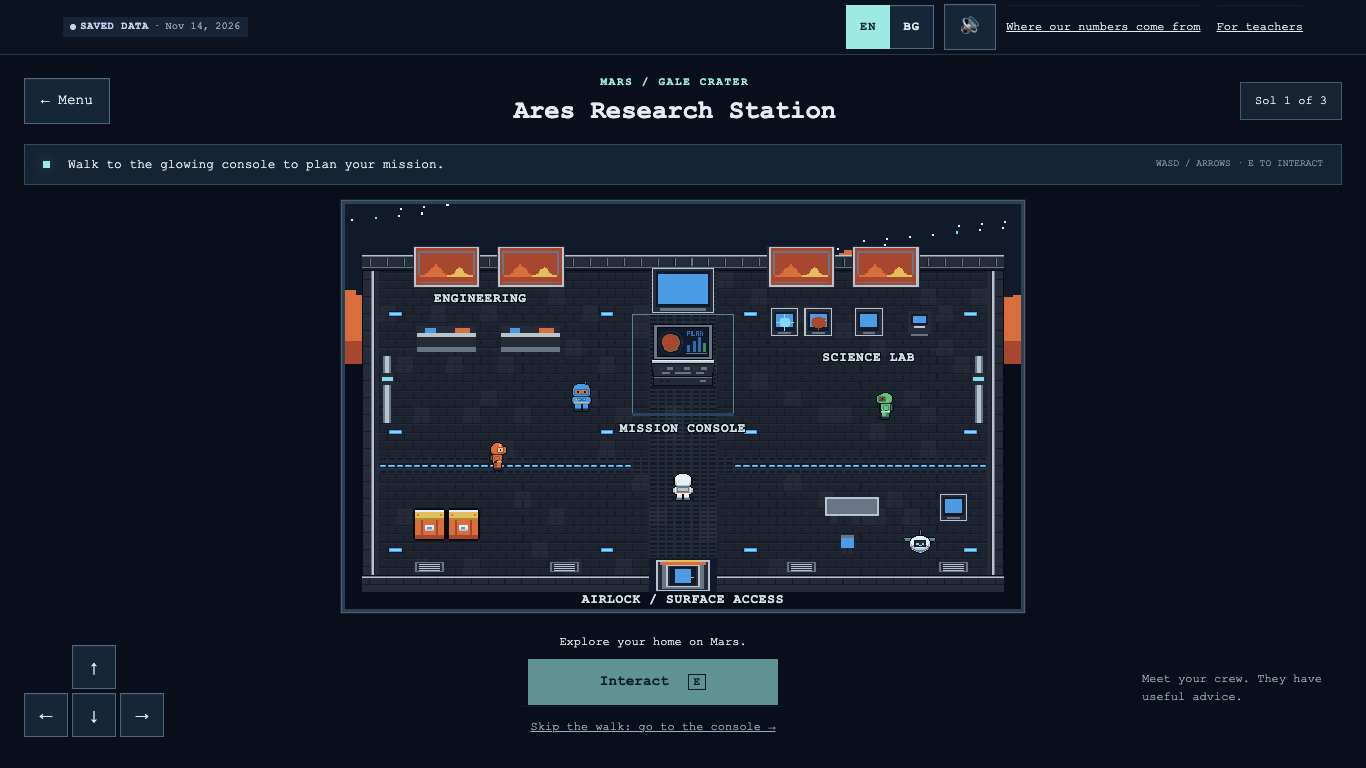 SAVED DATA · Nov 14, 2026
EN
BG
Where our numbers come from
For teachers
← Menu
MARS / GALE CRATER
Ares Research Station
Sol 1 of 3
Walk to the glowing console to plan your mission.
WASD / ARROWS · E TO INTERACT
ENGINEERING
PLAN
SCIENCE LAB
MISSION CONSOLE
AIRLOCK / SURFACE ACCESS
Explore your home on Mars.
Interact E
Skip the walk: go to the console →
↑
← ↓ →
Meet your crew. They have
useful advice.